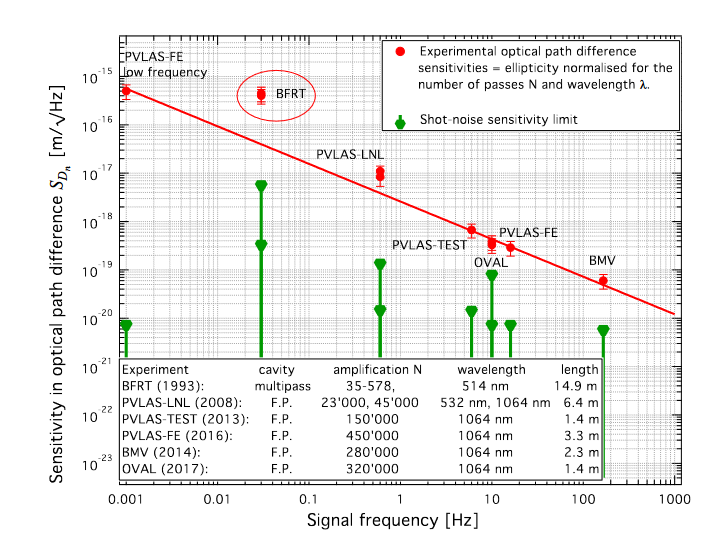 PVLAS-FE
low frequency
BFRT
PVLAS-LNL
PVLAS-TEST
PVLAS-FE
OVAL
BMV
Experimental optical path difference
sensitivities = ellipticity normalised for the
number of passes N and wavelength λ.
Shot-noise sensitivity limit
Sensitivity in optical path difference S_{D_n} [m/√Hz]
10^-15
10^-16
10^-17
10^-18
10^-19
10^-20
10^-21
10^-22
10^-23
Experiment cavity amplification N wavelength length
BFRT (1993): multipass 35-578, 514 nm 14.9 m
PVLAS-LNL (2008): F.P. 23'000, 45'000 532 nm, 1064 nm 6.4 m
PVLAS-TEST (2013): F.P. 150'000 1064 nm 1.4 m
PVLAS-FE (2016): F.P. 450'000 1064 nm 3.3 m
BMV (2014): F.P. 280'000 1064 nm 2.3 m
OVAL (2017): F.P. 320'000 1064 nm 1.4 m
0.001 0.01 0.1 1 10 100 1000
Signal frequency [Hz]